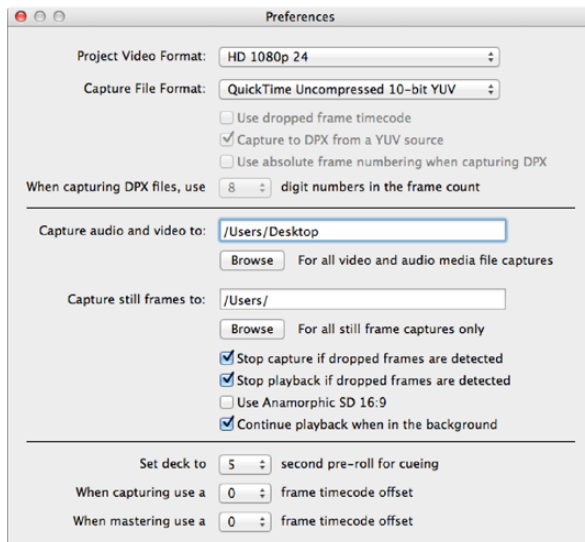 Preferences
Project Video Format: HD 1080p 24
Capture File Format: QuickTime Uncompressed 10-bit YUV
Use dropped frame timecode
Capture to DPX from a YUV source
Use absolute frame numbering when capturing DPX
When capturing DPX files, use 8 digit numbers in the frame count
Capture audio and video to: /Users/Desktop
Browse For all video and audio media file captures
Capture still frames to: /Users/
Browse For all still frame captures only
Stop capture if dropped frames are detected
Stop playback if dropped frames are detected
Use Anamorphic SD 16:9
Continue playback when in the background
Set deck to 5 second pre-roll for cueing
When capturing use a 0 frame timecode offset
When mastering use a 0 frame timecode offset